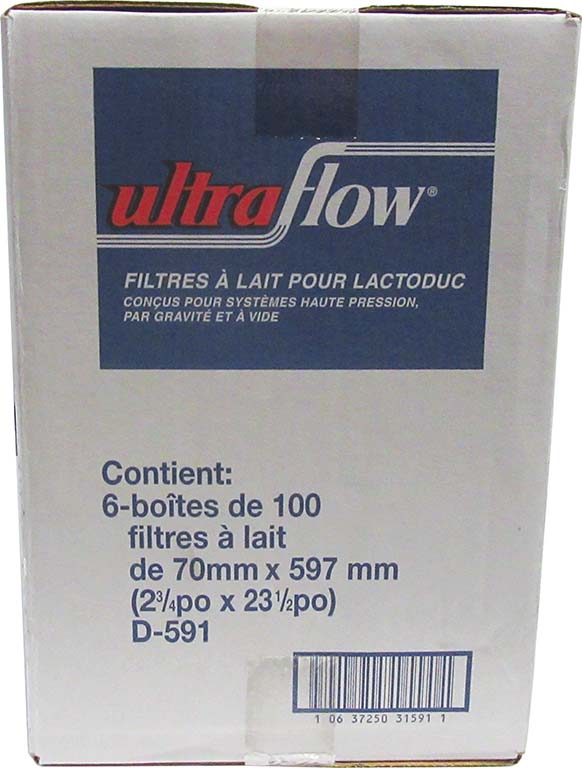 ultraflow®
FILTRES À LAIT POUR LACTODUC
CONÇUS POUR SYSTÈMES HAUTE PRESSION,
PAR GRAVITÉ ET À VIDE
Contient:
6-boîtes de 100
filtres à lait
de 70mm x 597 mm
(2¾po x 23½po)
D-591
1 06 37250 31591 1